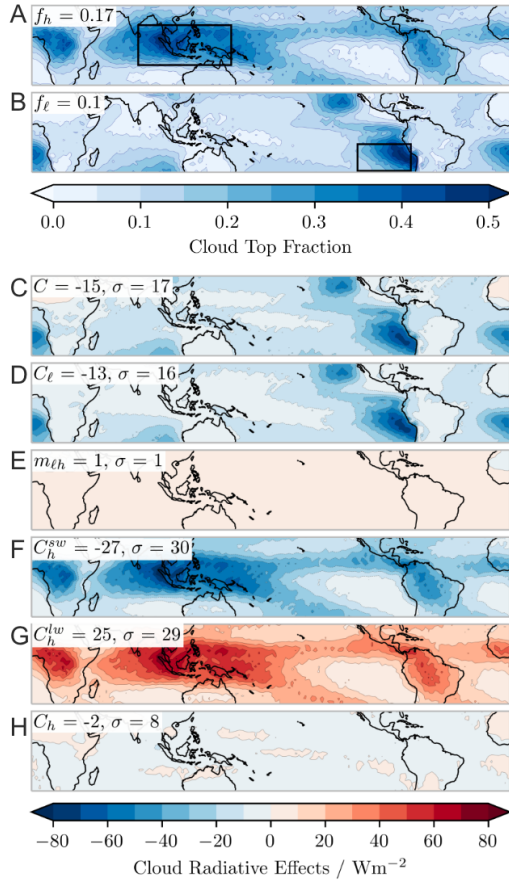 A
f_h = 0.17
B
f_ℓ = 0.1
0.0 0.1 0.2 0.3 0.4 0.5
Cloud Top Fraction
C
C = -15, σ = 17
D
C_ℓ = -13, σ = 16
E
m_{ℓh} = 1, σ = 1
F
C_h^{sw} = -27, σ = 30
G
C_h^{lw} = 25, σ = 29
H
C_h = -2, σ = 8
−80 −60 −40 −20 0 20 40 60 80
Cloud Radiative Effects / Wm⁻²